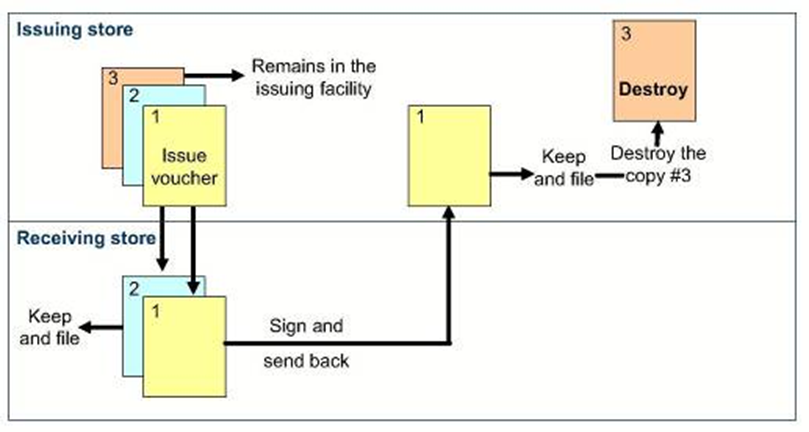 Issuing store
3
Remains in the
issuing facility
2
1
Issue
voucher
1
Keep
and file
Destroy the
copy #3
3
Destroy
Receiving store
2
1
Keep
and file
Sign and
send back